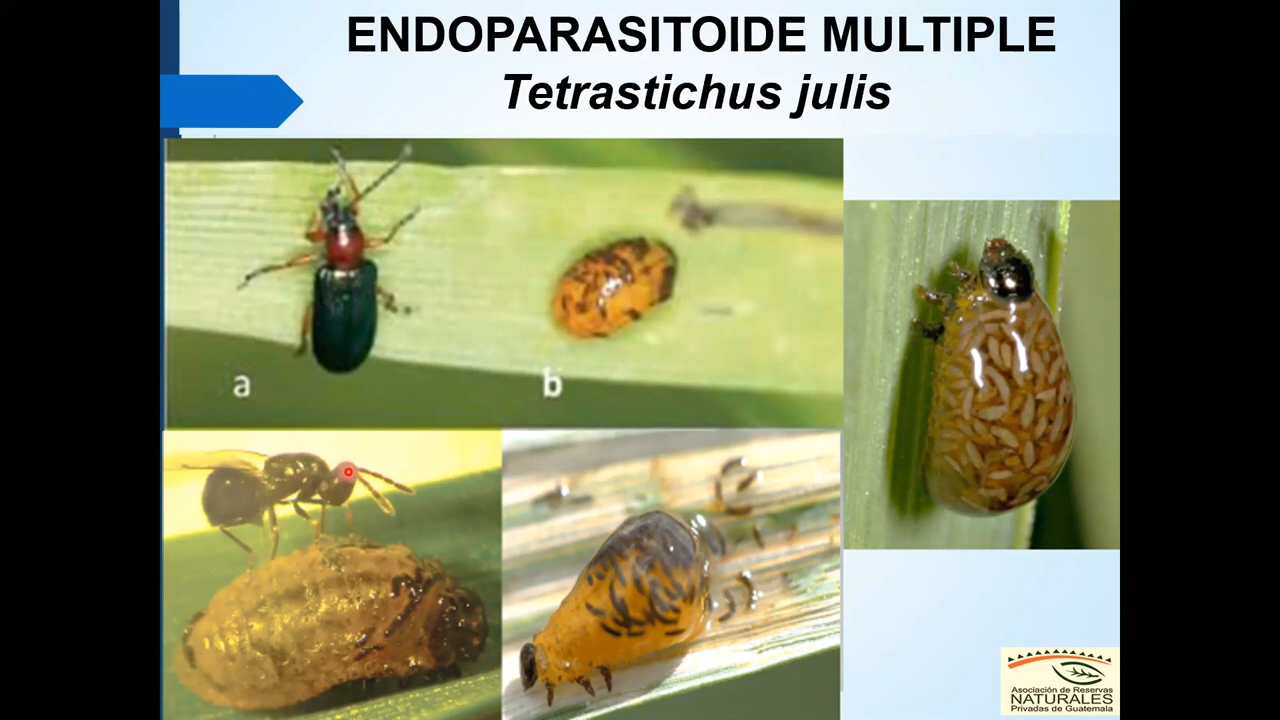 ENDOPARASITOIDE MULTIPLE
Tetrastichus julis
a
b
Asociación de Reservas
NATURALES
Privadas de Guatemala